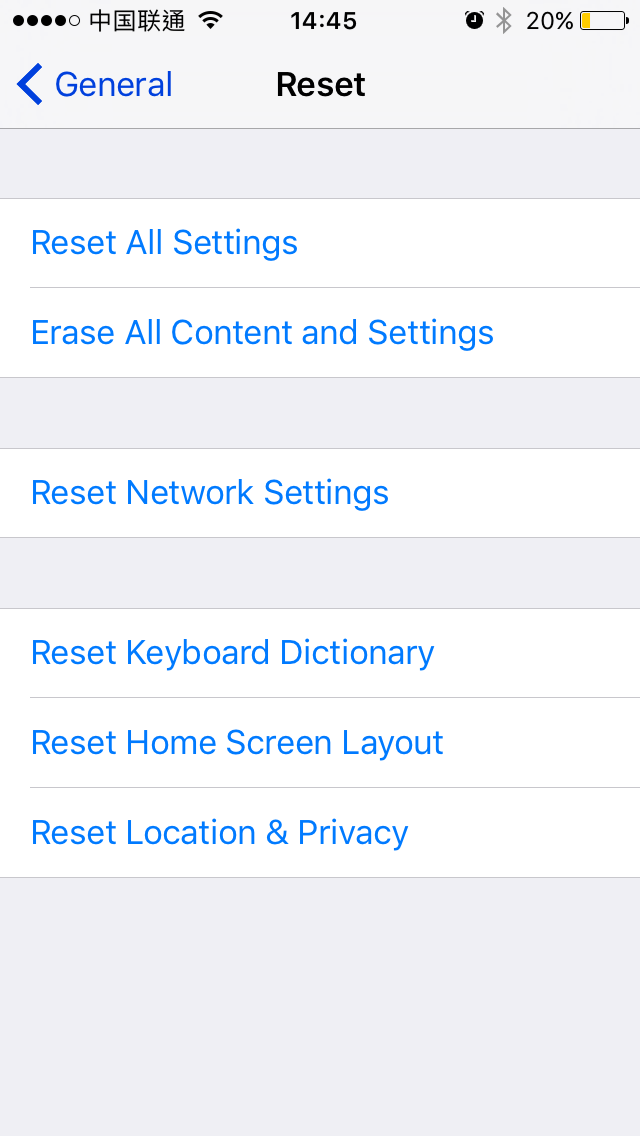 中国联通 14:45 20%
General Reset
Reset All Settings
Erase All Content and Settings
Reset Network Settings
Reset Keyboard Dictionary
Reset Home Screen Layout
Reset Location & Privacy